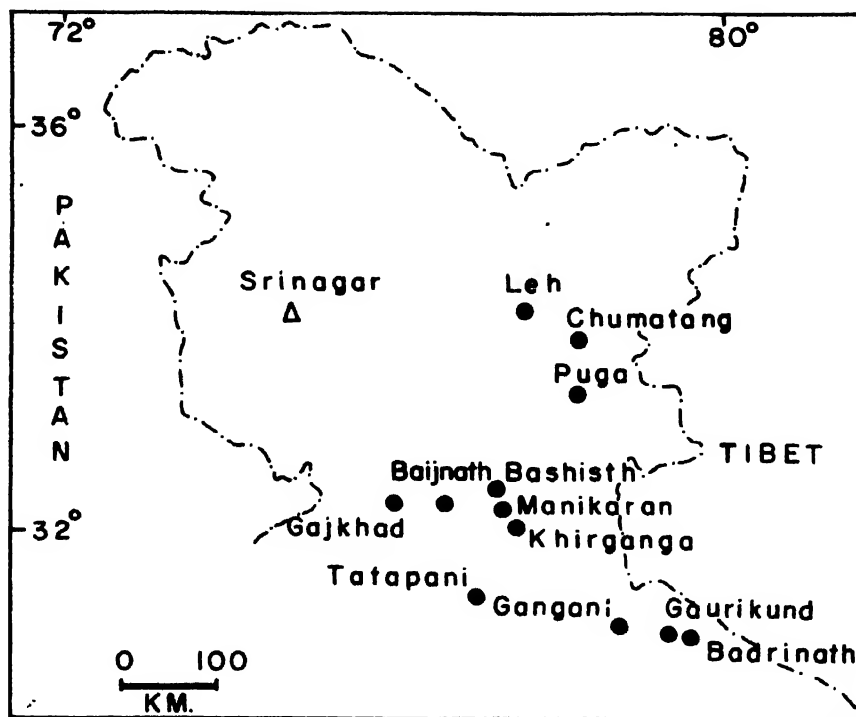 72° 80°
36°
PAKISTAN
Srinagar
Leh
Chumatang
Puga
TIBET
Baijnath Bashisth
Gajkhad
Manikaran
32°
Khirganga
Tatapani
Gangani
Gaurikund
Badrinath
0 100
KM.